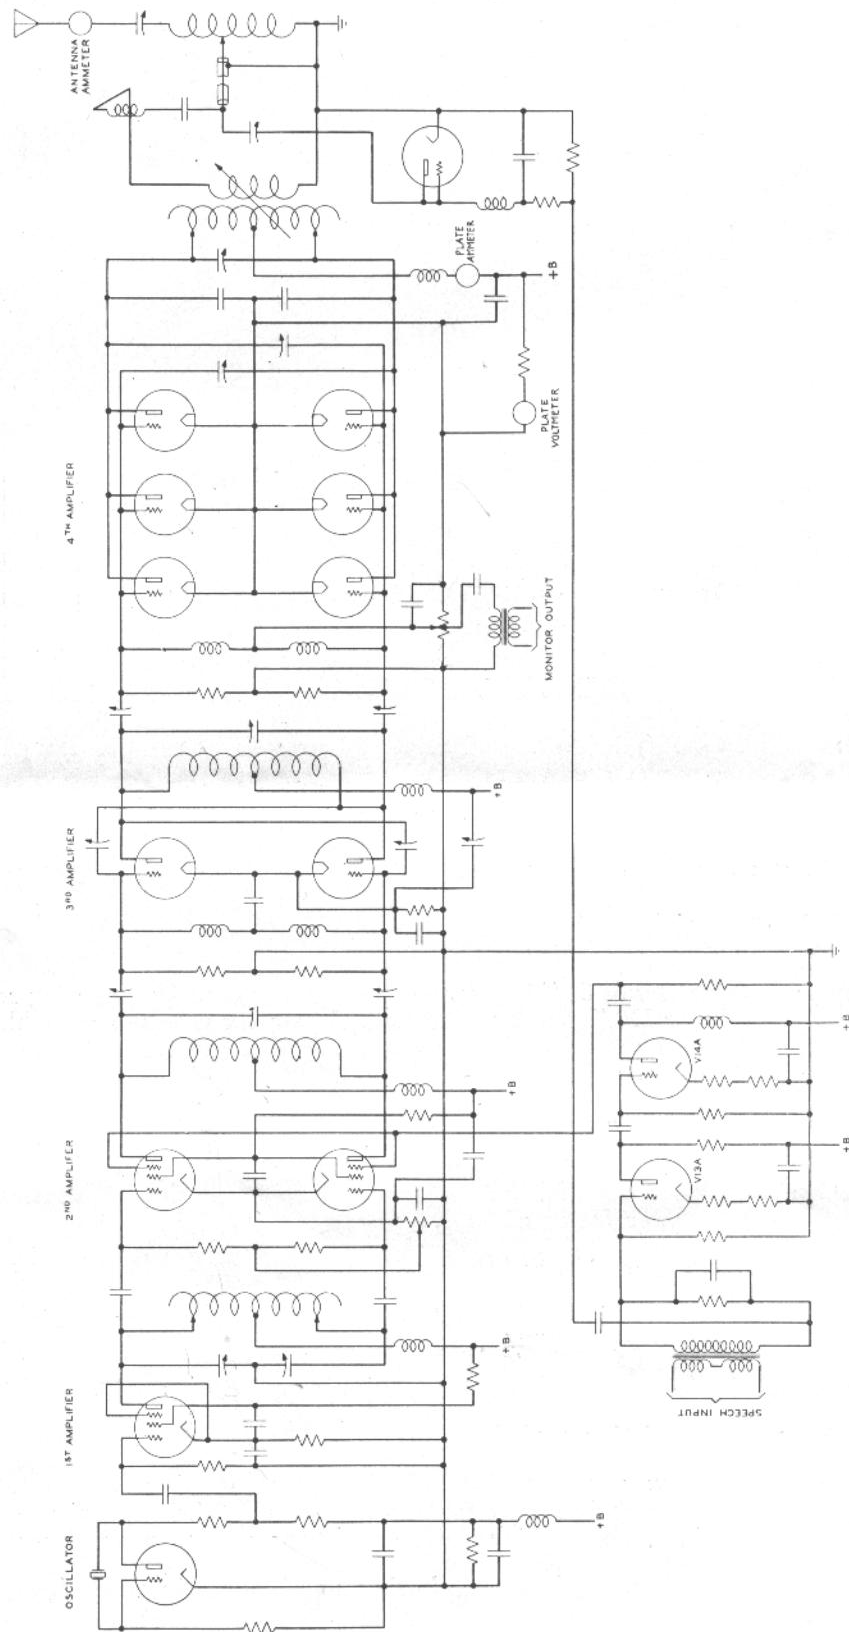 ANTENNA
AMMETER
PLATE
AMMETER
+B
PLATE
VOLTMETER
4TH AMPLIFIER
MONITOR OUTPUT
+B
3RD AMPLIFIER
V14A
+B
+B
2ND AMPLIFER
V13A
+B
+B
1ST AMPLIFIER
SPEECH INPUT
OSCILLATOR
+B